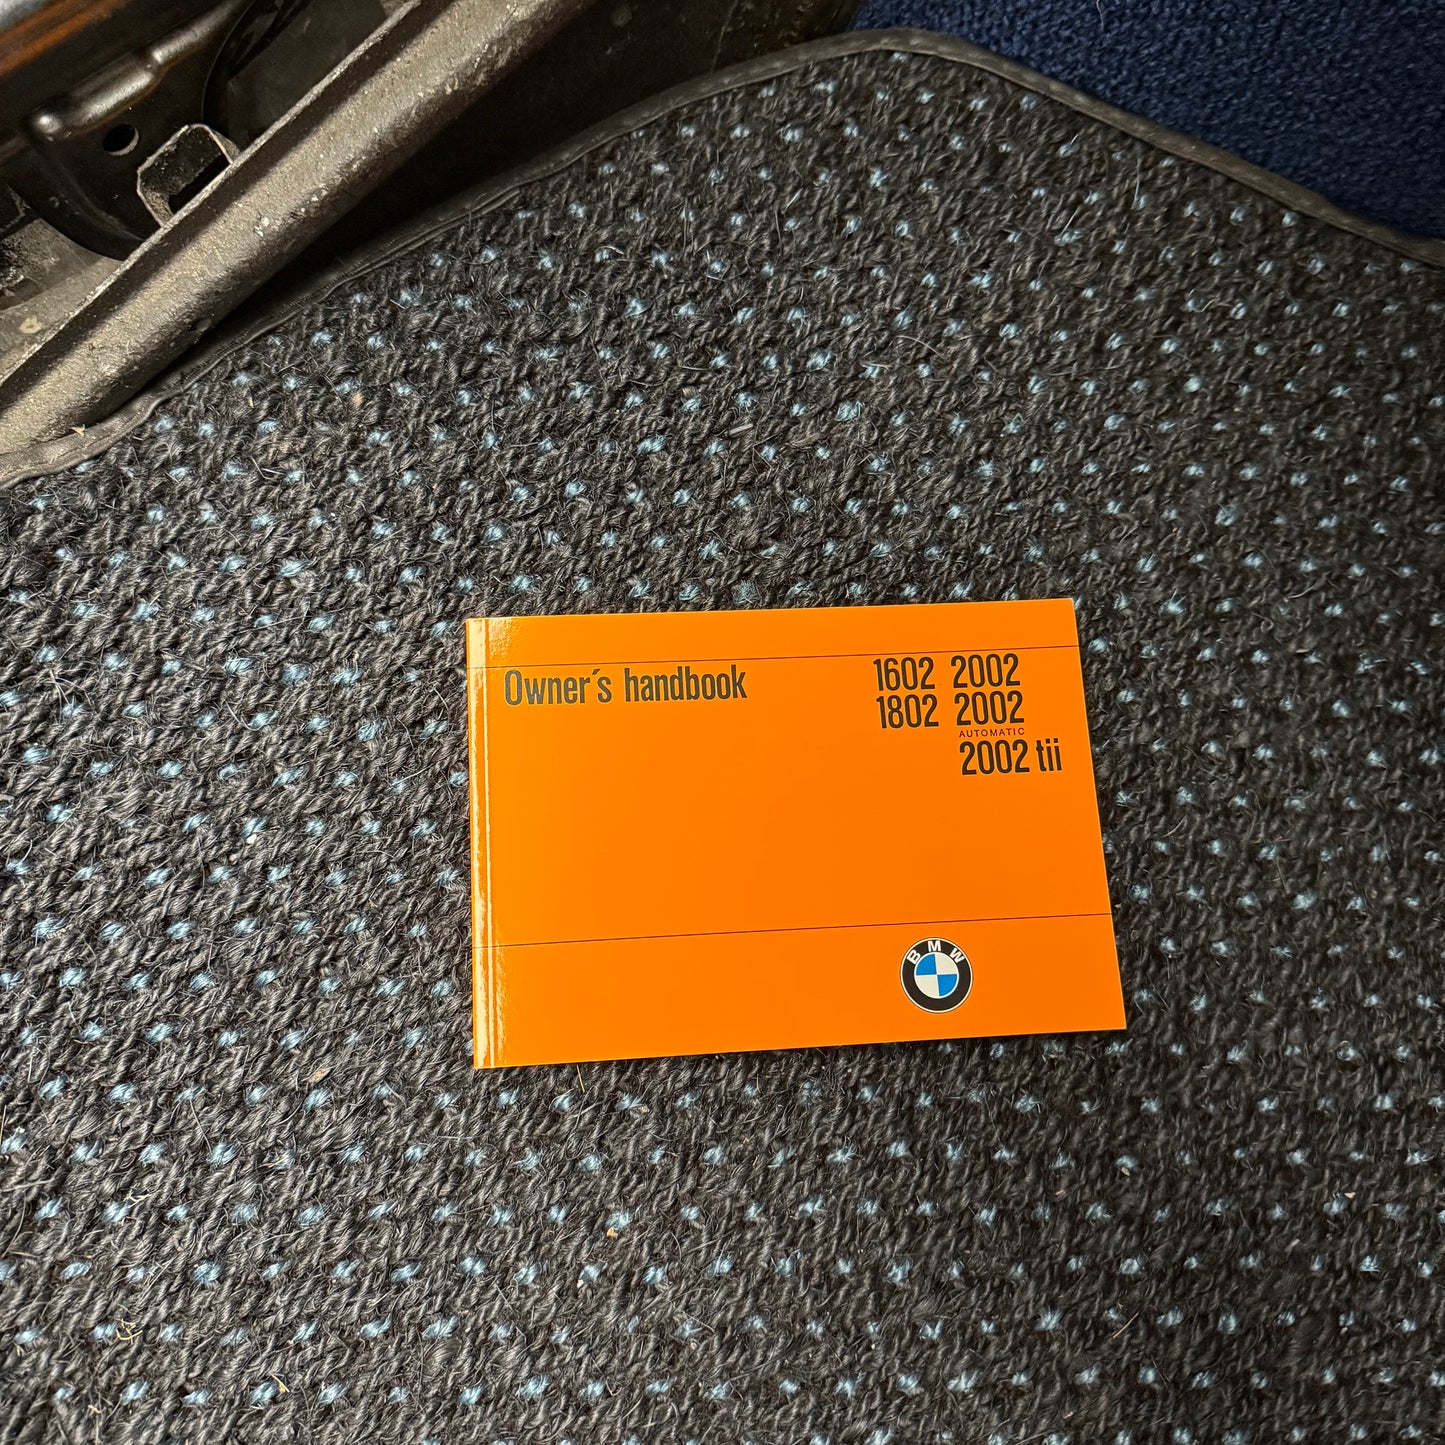 Owner´s handbook
1602 2002
1802 2002
AUTOMATIC
2002 tii
BMW